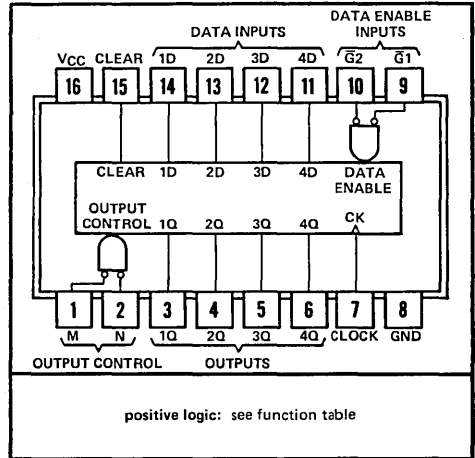 DATA ENABLE
DATA INPUTS INPUTS
VCC CLEAR 1D 2D 3D 4D G̅2 G̅1
16 15 14 13 12 11 10 9
CLEAR 1D 2D 3D 4D DATA
ENABLE
OUTPUT
CONTROL 1Q 2Q 3Q 4Q CK
1 2 3 4 5 6 7 8
M N 1Q 2Q 3Q 4Q CLOCK GND
OUTPUT CONTROL OUTPUTS
positive logic: see function table